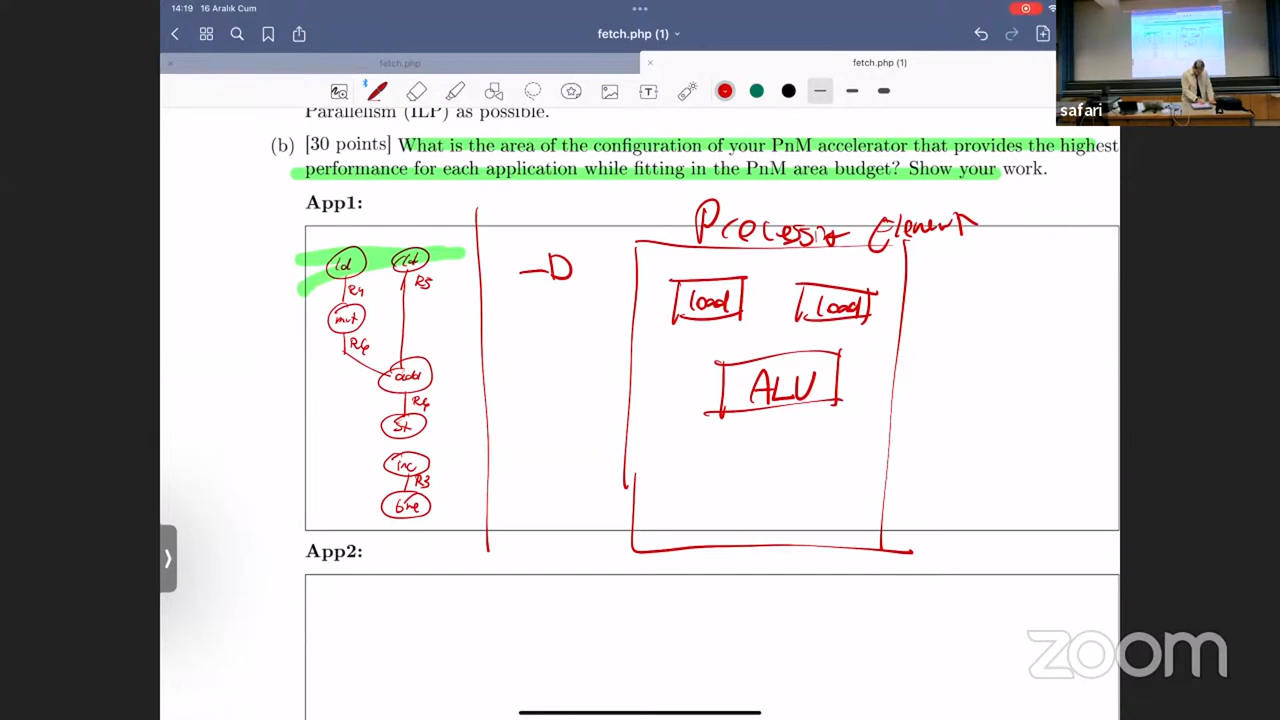 14:19 16 Aralık Cum
fetch.php (1)
fetch.php
fetch.php (1)
safari
Parallelism (ILP) as possible.
(b) [30 points] What is the area of the configuration of your PnM accelerator that provides the highest
performance for each application while fitting in the PnM area budget? Show your work.
App1:
Processing Element
ld ld
R4 R5
mut
R6
add
R6
St
inc
R3
bne
load load
ALU
App2:
zoom